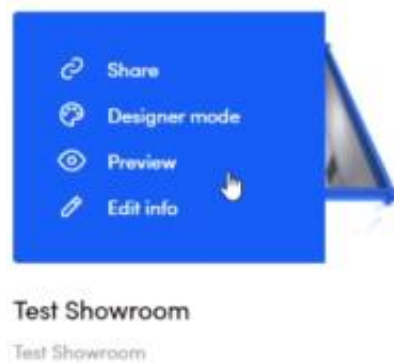 Share
Designer mode
Preview
Edit info
Test Showroom
Test Showroom